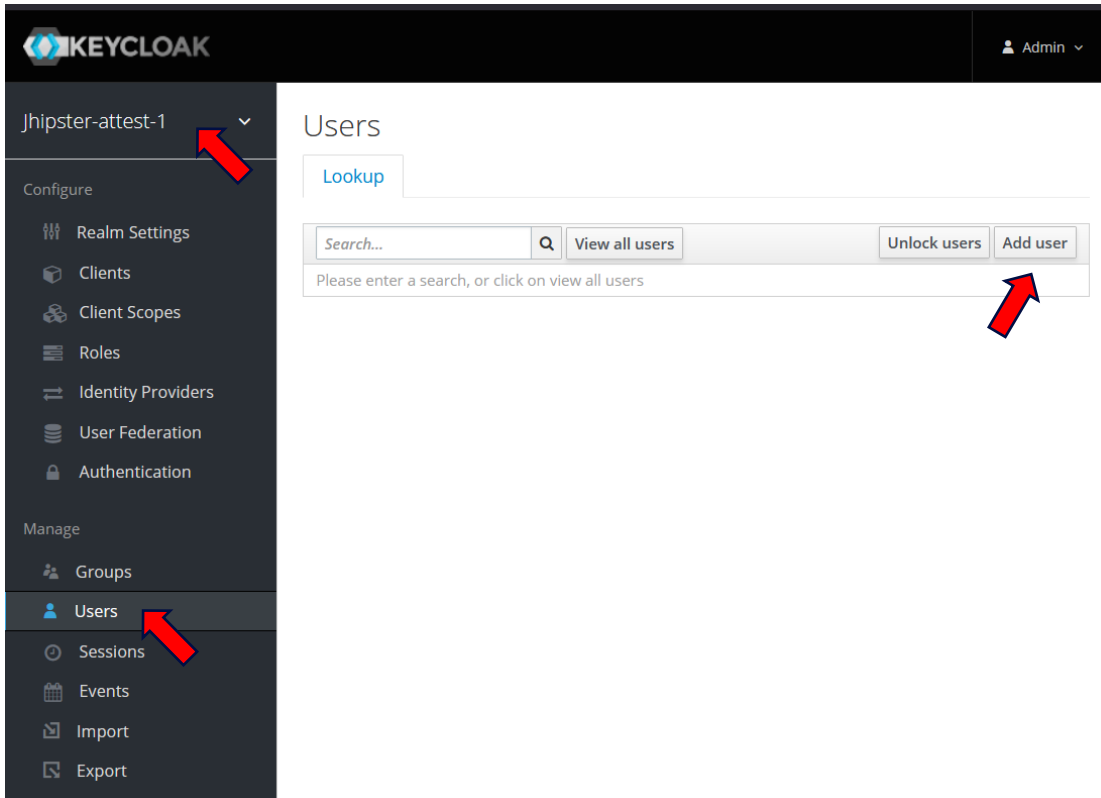 KEYCLOAK
Admin
Jhipster-attest-1
Configure
Realm Settings
Clients
Client Scopes
Roles
Identity Providers
User Federation
Authentication
Manage
Groups
Users
Sessions
Events
Import
Export
Users
Lookup
Search... View all users Unlock users Add user
Please enter a search, or click on view all users